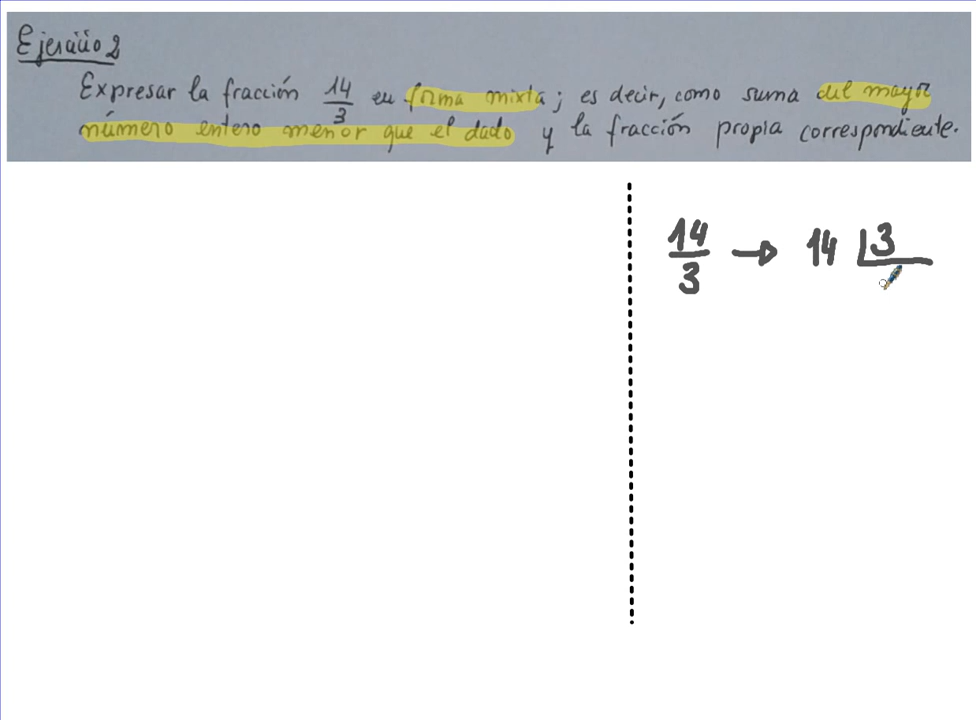 Ejercicio 2
Expresar la fracción 14/3 en forma mixta; es decir, como suma del mayor
número entero menor que el dado y la fracción propia correspondiente.
14/3 → 14 | 3